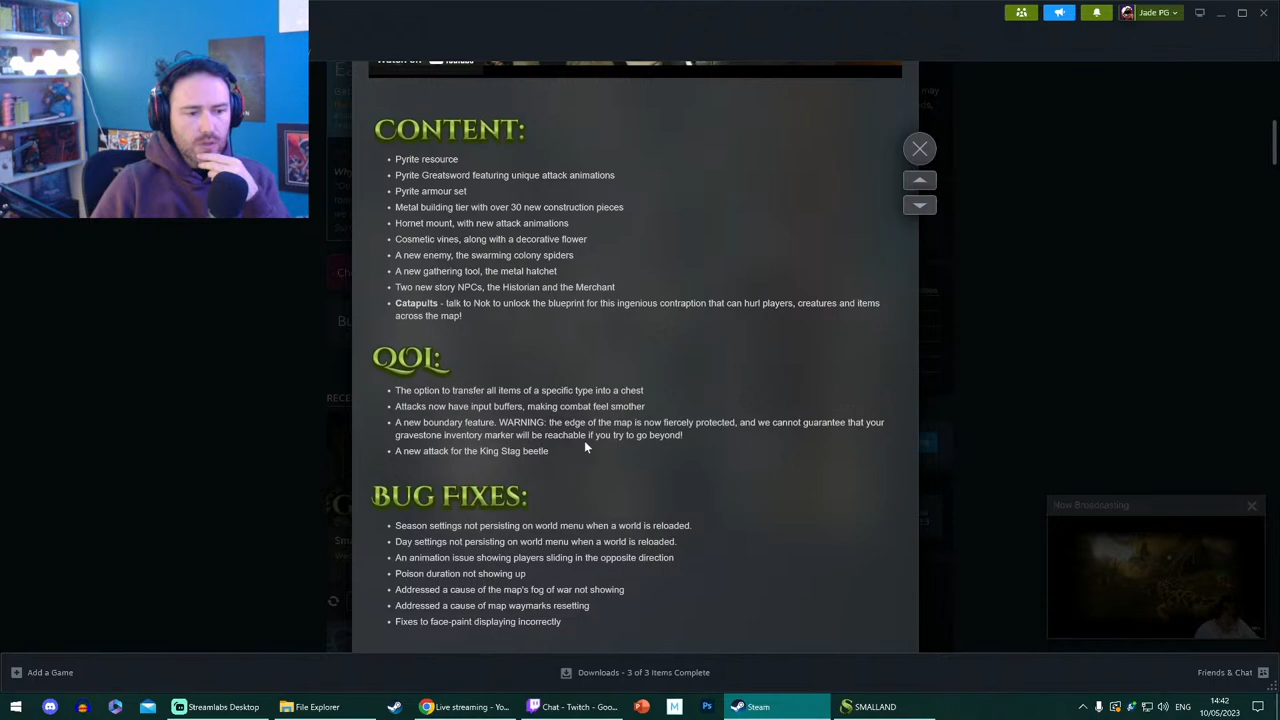 Jade PG
CONTENT:
• Pyrite resource
• Pyrite Greatsword featuring unique attack animations
• Pyrite armour set
• Metal building tier with over 30 new construction pieces
• Hornet mount, with new attack animations
• Cosmetic vines, along with a decorative flower
• A new enemy, the swarming colony spiders
• A new gathering tool, the metal hatchet
• Two new story NPCs, the Historian and the Merchant
• Catapults - talk to Nok to unlock the blueprint for this ingenious contraption that can hurl players, creatures and items
across the map!
QOL:
• The option to transfer all items of a specific type into a chest
• Attacks now have input buffers, making combat feel smother
• A new boundary feature. WARNING: the edge of the map is now fiercely protected, and we cannot guarantee that your
gravestone inventory marker will be reachable if you try to go beyond!
• A new attack for the King Stag beetle
BUG FIXES:
• Season settings not persisting on world menu when a world is reloaded.
• Day settings not persisting on world menu when a world is reloaded.
• An animation issue showing players sliding in the opposite direction
• Poison duration not showing up
• Addressed a cause of the map's fog of war not showing
• Addressed a cause of map waymarks resetting
• Fixes to face-paint displaying incorrectly
Now Broadcasting
Add a Game
Downloads - 3 of 3 Items Complete
Friends & Chat
Streamlabs Desktop
File Explorer
Live streaming - Yo...
Chat - Twitch - Goo...
Steam
SMALLAND
14:42
10/05/2023